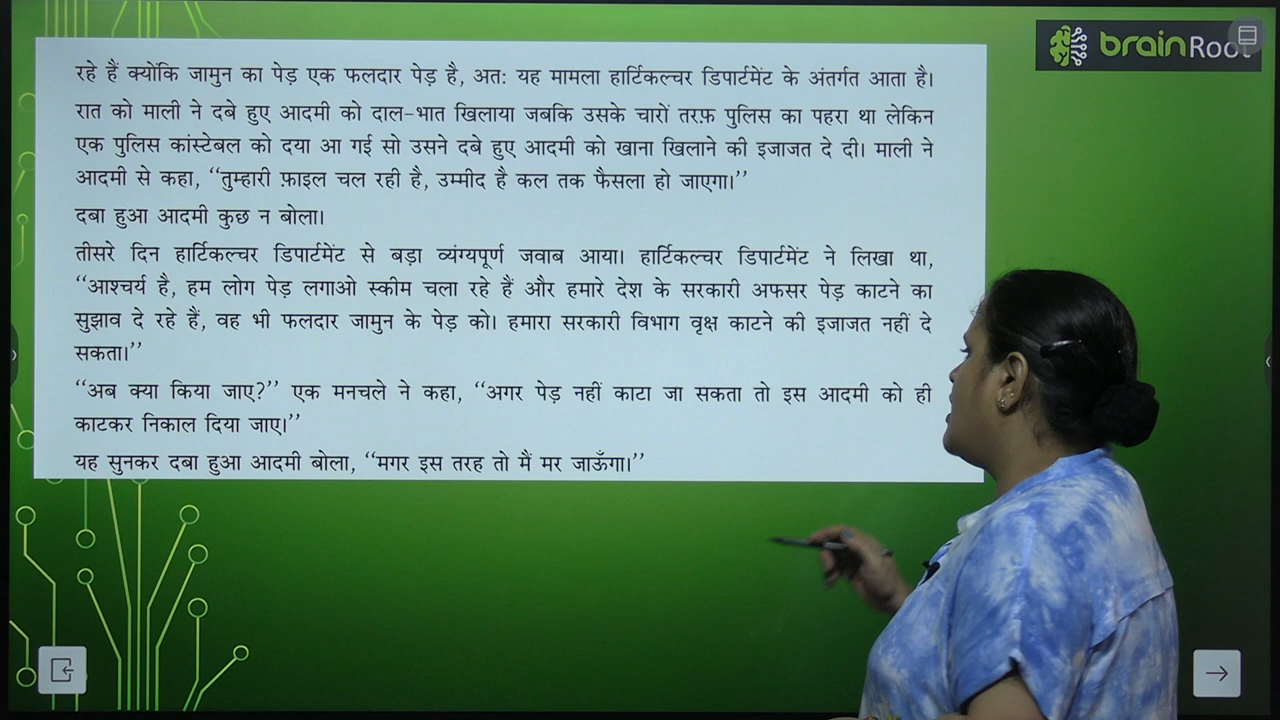 brainRoot
रहे हैं क्योंकि जामुन का पेड़ एक फलदार पेड़ है, अत: यह मामला हार्टिकल्चर डिपार्टमेंट के अंतर्गत आता है।
रात को माली ने दबे हुए आदमी को दाल-भात खिलाया जबकि उसके चारों तरफ़ पुलिस का पहरा था लेकिन
एक पुलिस कांस्टेबल को दया आ गई सो उसने दबे हुए आदमी को खाना खिलाने की इजाजत दे दी। माली ने
आदमी से कहा, ‘‘तुम्हारी फ़ाइल चल रही है, उम्मीद है कल तक फैसला हो जाएगा।’’
दबा हुआ आदमी कुछ न बोला।
तीसरे दिन हार्टिकल्चर डिपार्टमेंट से बड़ा व्यंग्यपूर्ण जवाब आया। हार्टिकल्चर डिपार्टमेंट ने लिखा था,
‘‘आश्चर्य है, हम लोग पेड़ लगाओ स्कीम चला रहे हैं और हमारे देश के सरकारी अफसर पेड़ काटने का
सुझाव दे रहे हैं, वह भी फलदार जामुन के पेड़ को। हमारा सरकारी विभाग वृक्ष काटने की इजाजत नहीं दे
सकता।’’
‘‘अब क्या किया जाए?’’ एक मनचले ने कहा, ‘‘अगर पेड़ नहीं काटा जा सकता तो इस आदमी को ही
काटकर निकाल दिया जाए।’’
यह सुनकर दबा हुआ आदमी बोला, ‘‘मगर इस तरह तो मैं मर जाऊँगा।’’